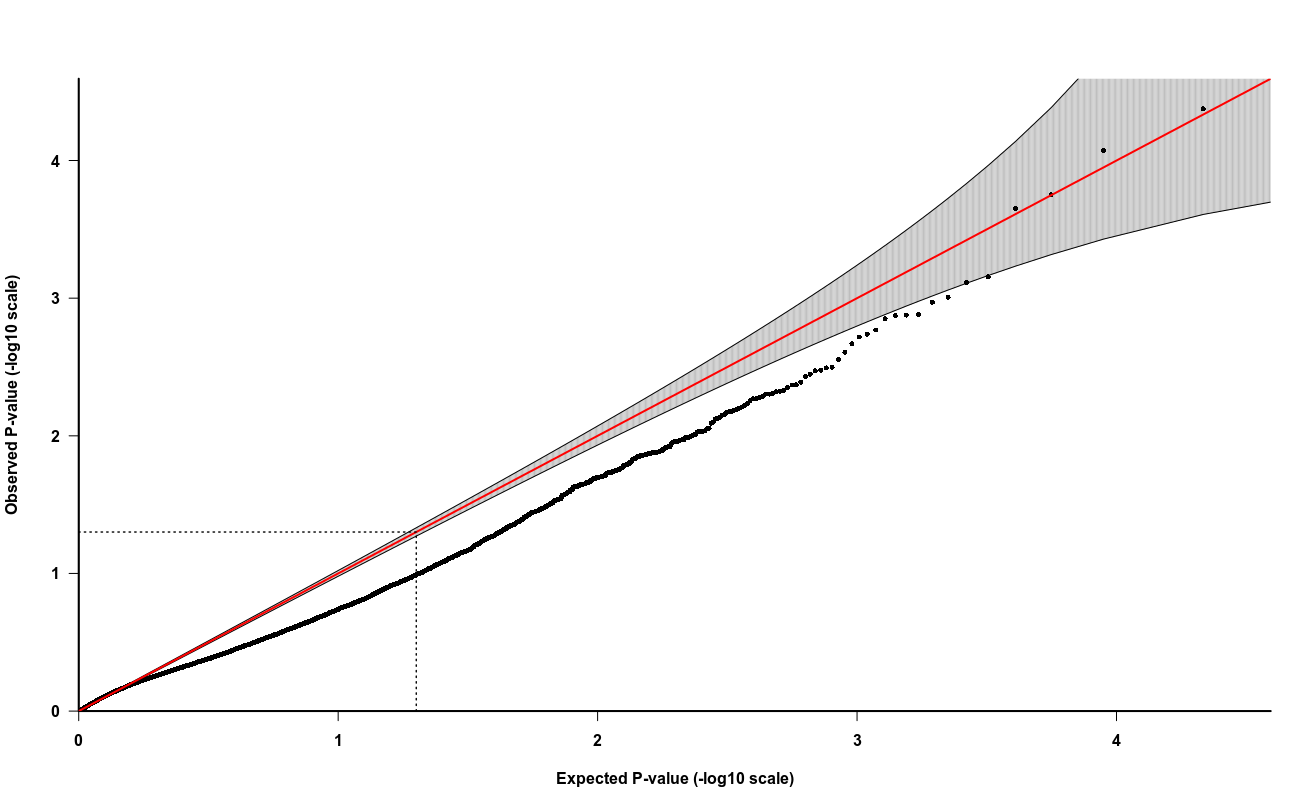 Observed P-value (-log10 scale)
4
3
2
1
0
0 1 2 3 4
Expected P-value (-log10 scale)